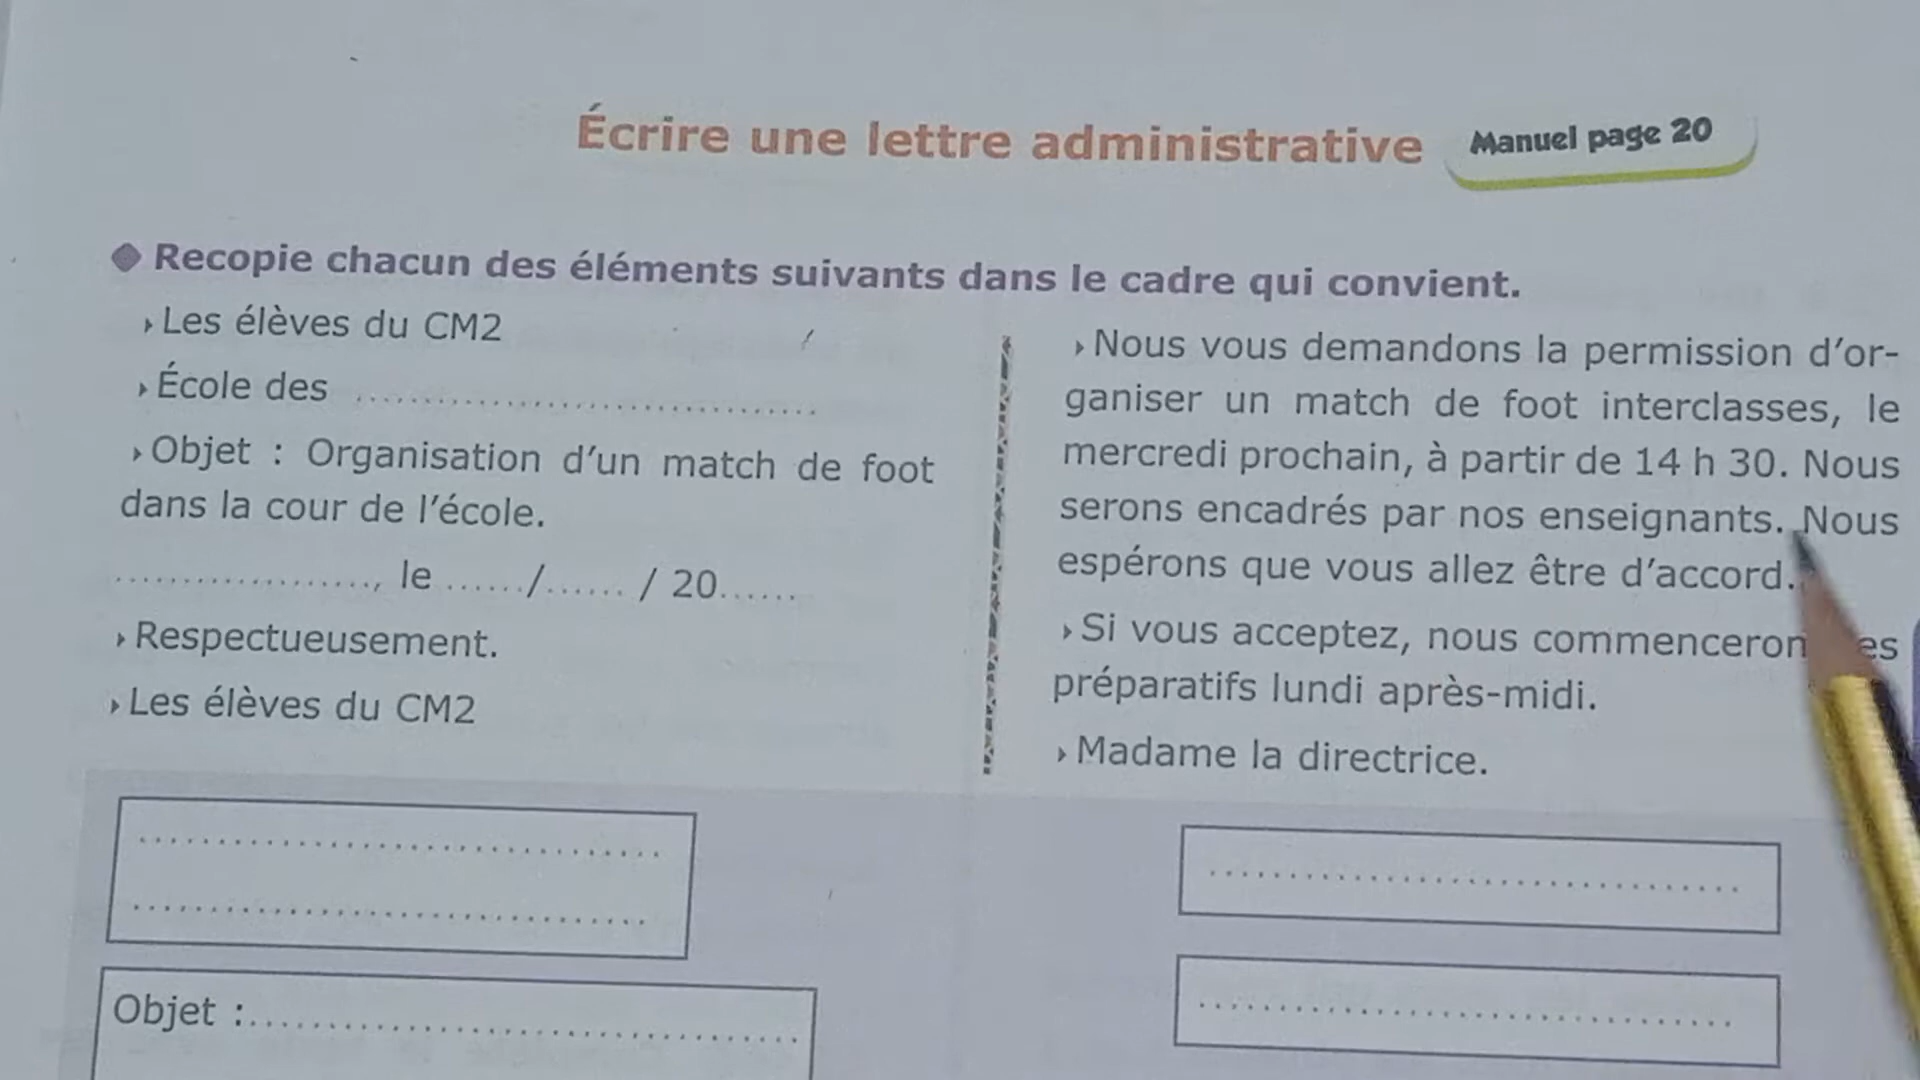 Écrire une lettre administrative
Manuel page 20
Recopie chacun des éléments suivants dans le cadre qui convient.
Les élèves du CM2
École des ..............................
Objet : Organisation d'un match de foot
dans la cour de l'école.
...................., le ....../...... / 20......
Respectueusement.
Les élèves du CM2
Nous vous demandons la permission d'or-
ganiser un match de foot interclasses, le
mercredi prochain, à partir de 14 h 30. Nous
serons encadrés par nos enseignants. Nous
espérons que vous allez être d'accord.
Si vous acceptez, nous
préparatifs lundi après-midi.
Madame la directrice.
Objet :...................................